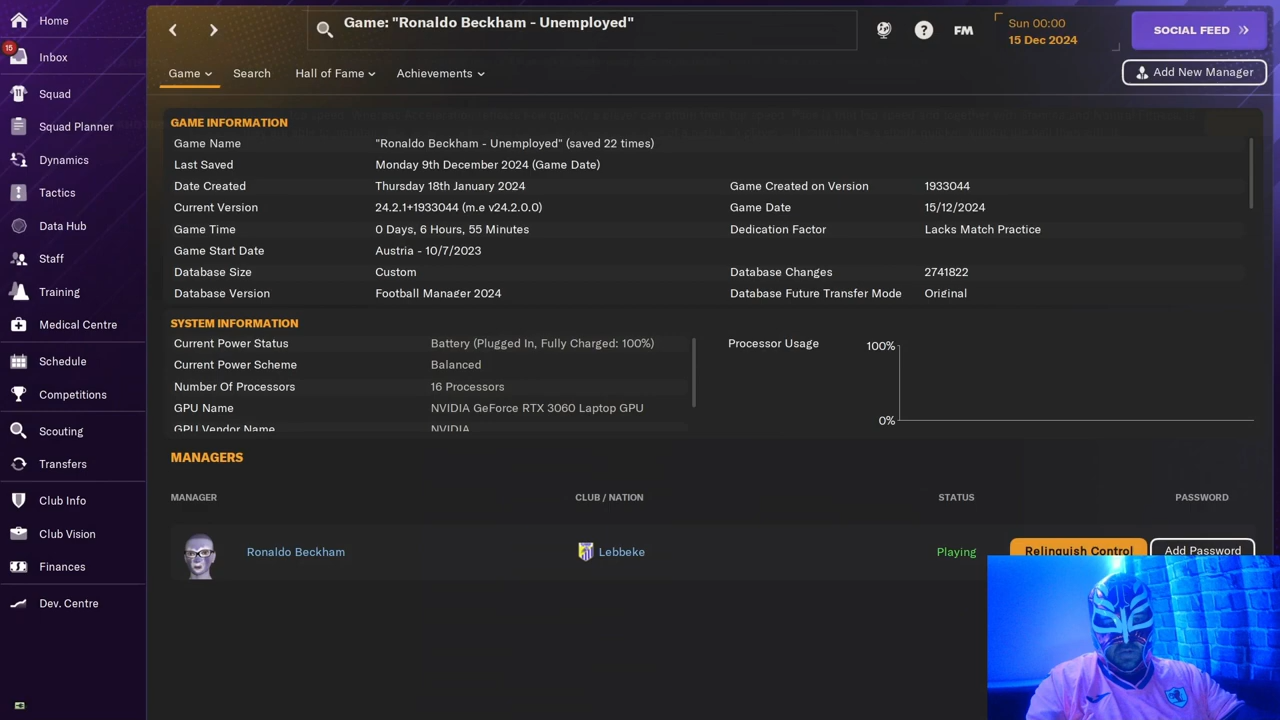 Home
15
Inbox
Squad
Squad Planner
Dynamics
Tactics
Data Hub
Staff
Training
Medical Centre
Schedule
Competitions
Scouting
Transfers
Club Info
Club Vision
Finances
Dev. Centre
Game: "Ronaldo Beckham - Unemployed"
?
FM
Sun 00:00
15 Dec 2024
SOCIAL FEED
Game
Search
Hall of Fame
Achievements
Add New Manager
GAME INFORMATION
Game Name "Ronaldo Beckham - Unemployed" (saved 22 times)
Last Saved Monday 9th December 2024 (Game Date)
Date Created Thursday 18th January 2024 Game Created on Version 1933044
Current Version 24.2.1+1933044 (m.e v24.2.0.0) Game Date 15/12/2024
Game Time 0 Days, 6 Hours, 55 Minutes Dedication Factor Lacks Match Practice
Game Start Date Austria - 10/7/2023
Database Size Custom Database Changes 2741822
Database Version Football Manager 2024 Database Future Transfer Mode Original
SYSTEM INFORMATION
Current Power Status Battery (Plugged In, Fully Charged: 100%)
Current Power Scheme Balanced
Number Of Processors 16 Processors
GPU Name NVIDIA GeForce RTX 3060 Laptop GPU
GPU Vendor Name NVIDIA
Processor Usage 100%
0%
MANAGERS
MANAGER CLUB / NATION STATUS PASSWORD
Ronaldo Beckham Lebbeke Playing Relinquish Control Add Password